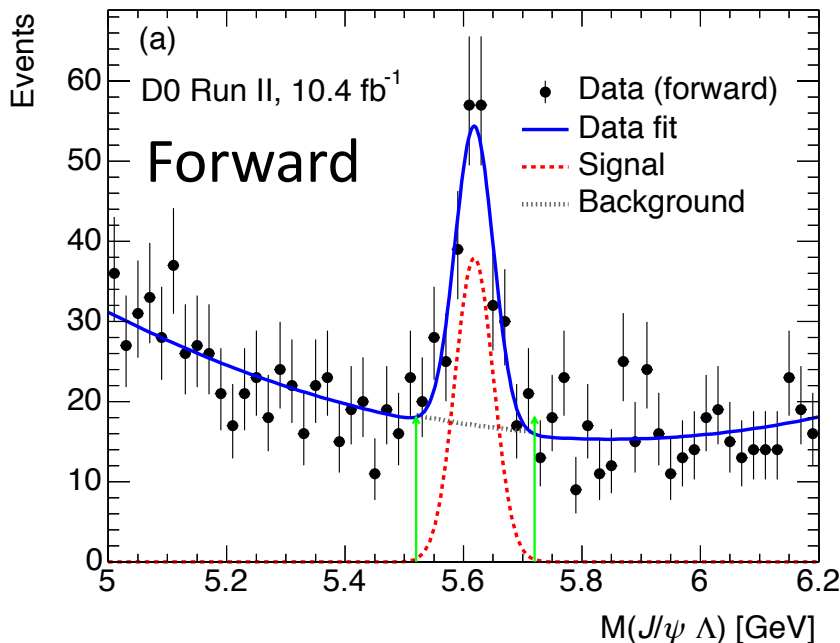 (a)
D0 Run II, 10.4 fb⁻¹
Forward
Data (forward)
Data fit
Signal
Background
Events
60
50
40
30
20
10
0
5
5.2
5.4
5.6
5.8
6
6.2
M(J/ψ Λ) [GeV]